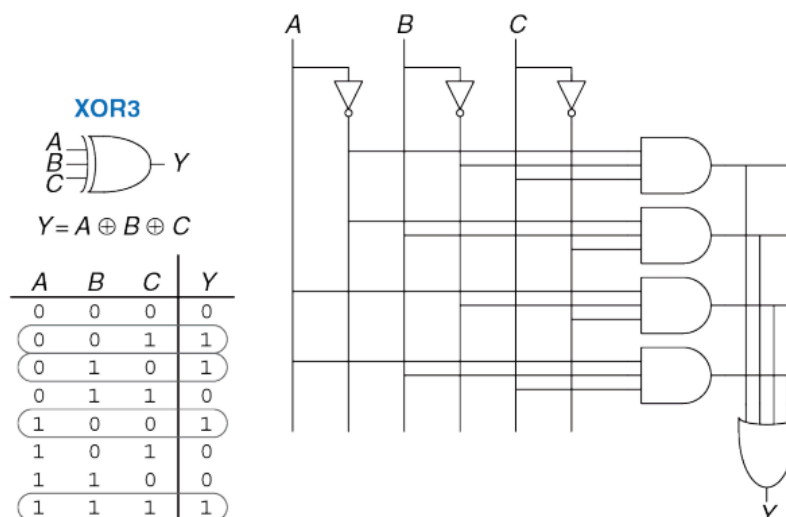 XOR3
A
B
C
Y
Y = A ⊕ B ⊕ C
A B C Y
0 0 0 0
0 0 1 1
0 1 0 1
0 1 1 0
1 0 0 1
1 0 1 0
1 1 0 0
1 1 1 1
A B C
Y